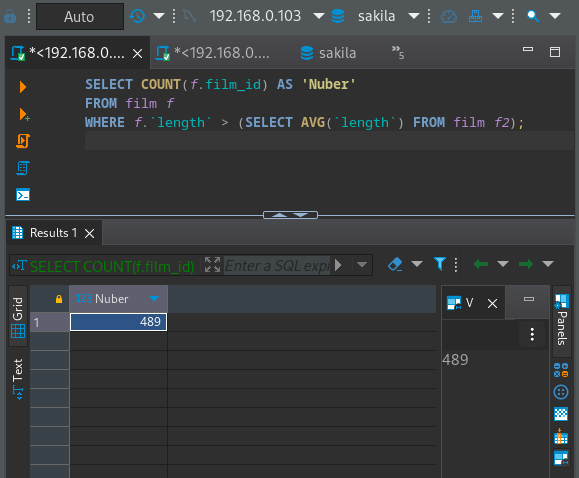 Auto 192.168.0.103 sakila
*<192.168.0.... *<192.168.0.... sakila »5
SELECT COUNT(f.film_id) AS 'Nuber'
FROM film f
WHERE f.`length` > (SELECT AVG(`length`) FROM film f2);
Results 1
SELECT COUNT(f.film_id) Enter a SQL expr
Grid
Text
123 Nuber
1 489
V
489
Panels